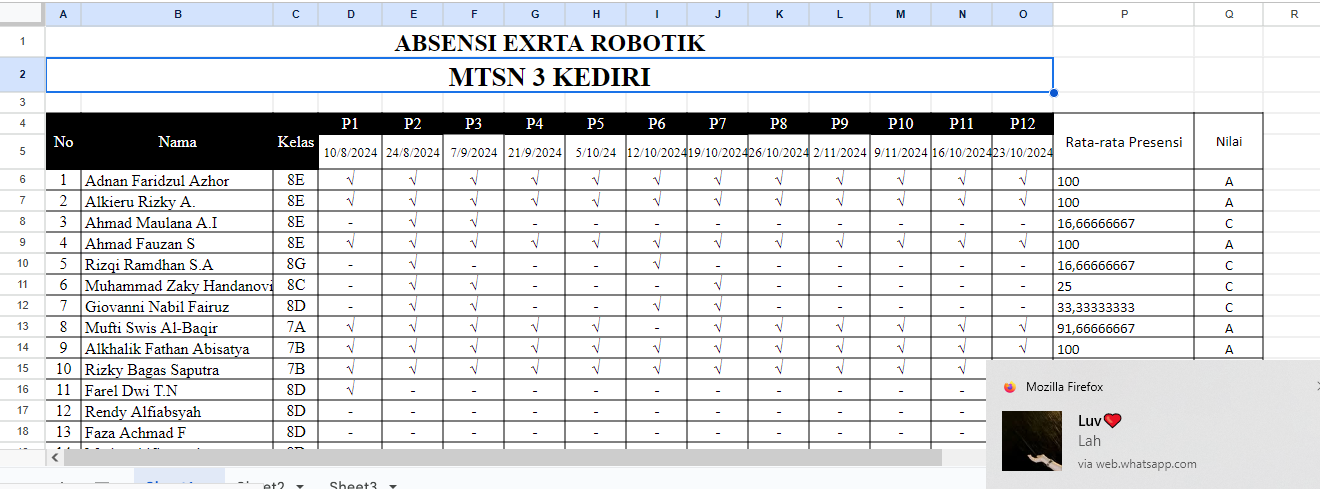 A B C D E F G H I J K L M N O P Q R
1 ABSENSI EXRTA ROBOTIK
2 MTSN 3 KEDIRI
3
4 No Nama Kelas P1 P2 P3 P4 P5 P6 P7 P8 P9 P10 P11 P12 Rata-rata Presensi Nilai
5 10/8/2024 24/8/2024 7/9/2024 21/9/2024 5/10/24 12/10/2024 19/10/2024 26/10/2024 2/11/2024 9/11/2024 16/10/2024 23/10/2024
6 1 Adnan Faridzul Azhor 8E √ √ √ √ √ √ √ √ √ √ √ √ 100 A
7 2 Alkieru Rizky A. 8E √ √ √ √ √ √ √ √ √ √ √ √ 100 A
8 3 Ahmad Maulana A.I 8E - √ √ - - - - - - - - - 16,66666667 C
9 4 Ahmad Fauzan S 8E √ √ √ √ √ √ √ √ √ √ √ √ 100 A
10 5 Rizqi Ramdhan S.A 8G - √ - - - √ - - - - - - 16,66666667 C
11 6 Muhammad Zaky Handanovi 8C - √ √ - - - √ - - - - - 25 C
12 7 Giovanni Nabil Fairuz 8D - √ √ - - √ √ - - - - - 33,33333333 C
13 8 Mufti Swis Al-Baqir 7A √ √ √ √ √ - √ √ √ √ √ √ 91,66666667 A
14 9 Alkhalik Fathan Abisatya 7B √ √ √ √ √ √ √ √ √ √ √ √ 100 A
15 10 Rizky Bagas Saputra 7B √ √ √ √ √ √ √ √ √ √ √
16 11 Farel Dwi T.N 8D √ - - - - - - - - - -
17 12 Rendy Alfiabsyah 8D - - - - - - - - - - -
18 13 Faza Achmad F 8D - - - - - - - - - - -
Mozilla Firefox
Luv❤
Lah
via web.whatsapp.com
Sheet3